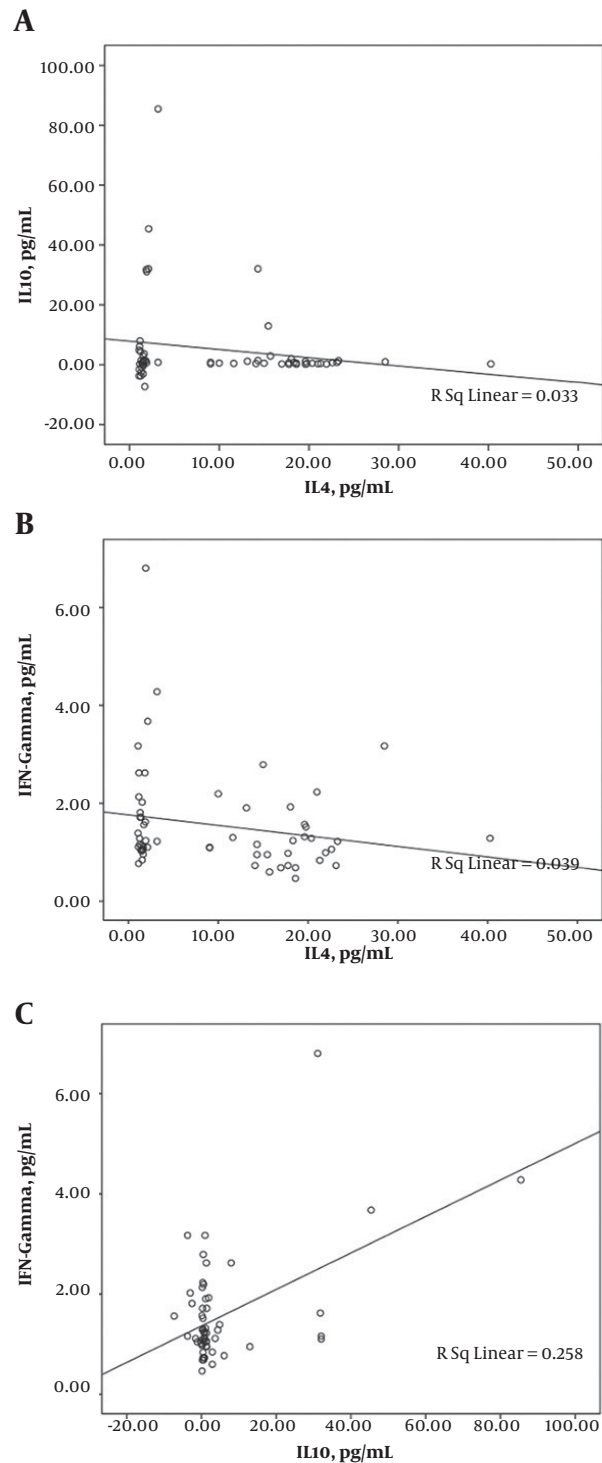 A
100.00
80.00
60.00
40.00
20.00
0.00
-20.00
IL10, pg/mL
R Sq Linear = 0.033
0.00 10.00 20.00 30.00 40.00 50.00
IL4, pg/mL
B
6.00
4.00
2.00
0.00
IFN-Gamma, pg/mL
R Sq Linear = 0.039
0.00 10.00 20.00 30.00 40.00 50.00
IL4, pg/mL
C
6.00
4.00
2.00
0.00
IFN-Gamma, pg/mL
R Sq Linear = 0.258
-20.00 0.00 20.00 40.00 60.00 80.00 100.00
IL10, pg/mL